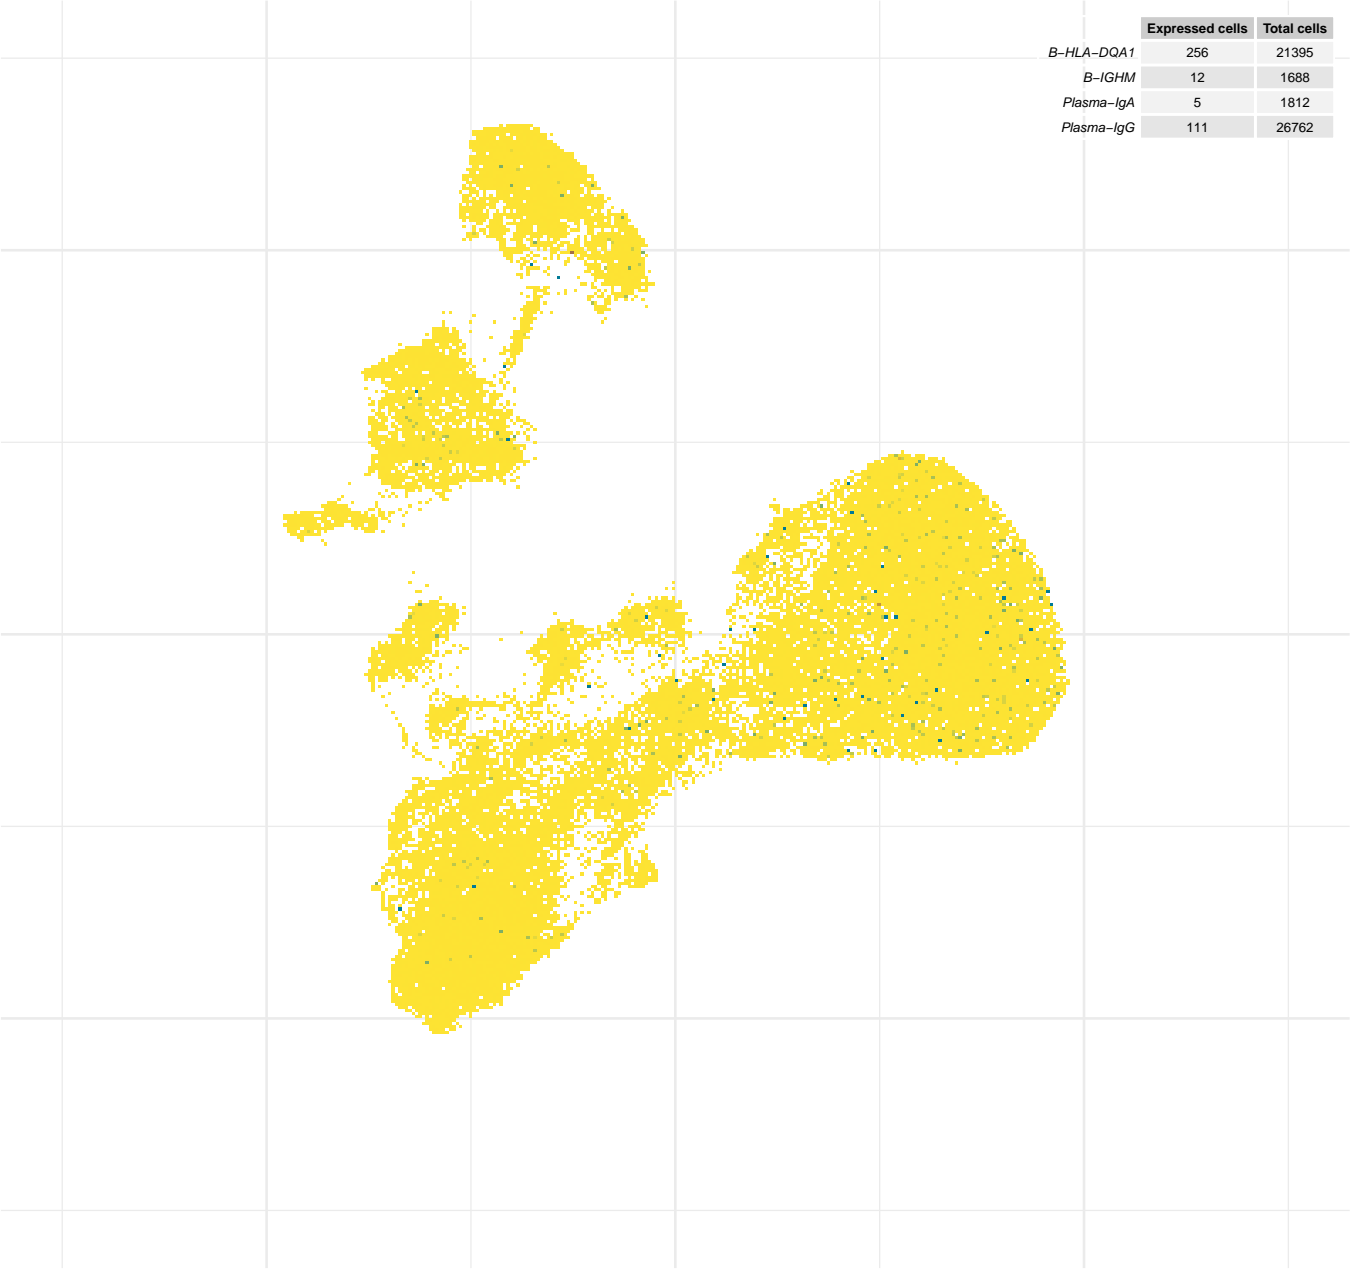 Expressed cells Total cells
B−HLA−DQA1 256 21395
B−IGHM 12 1688
Plasma−IgA 5 1812
Plasma−IgG 111 26762